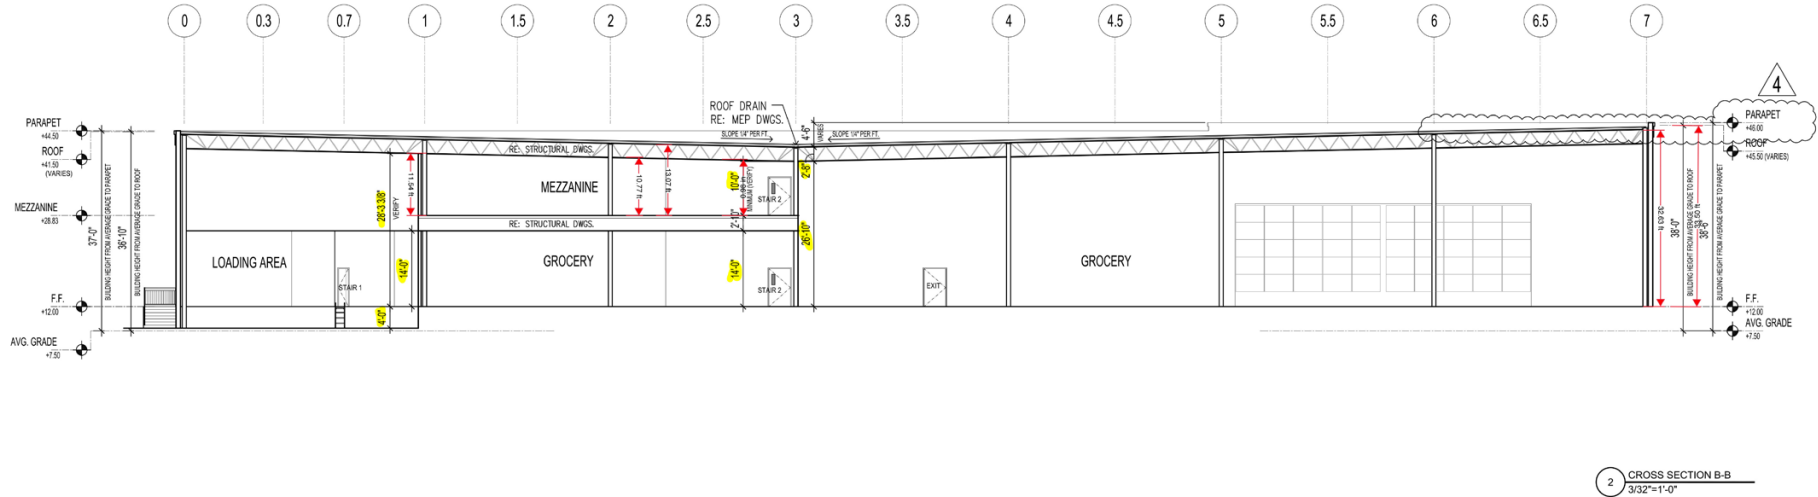 0 0.3 0.7 1 1.5 2 2.5 3 3.5 4 4.5 5 5.5 6 6.5 7
4
ROOF DRAIN
RE: MEP DWGS.
SLOPE 1/4" PER FT.
SLOPE 1/4" PER FT.
4'-6"
VARIES
PARAPET
+44.50
ROOF
+41.50
(VARIES)
MEZZANINE
+28.83
F.F.
+12.00
AVG. GRADE
+7.50
37'-0"
BUILDING HEIGHT FROM AVERAGE GRADE TO PARAPET
36'-10"
BUILDING HEIGHT FROM AVERAGE GRADE TO ROOF
LOADING AREA
STAIR 1
28'-3 3/8"
VERIFY
14'-0"
4'-0"
11.54 ft
RE: STRUCTURAL DWGS.
MEZZANINE
RE: STRUCTURAL DWGS.
GROCERY
10.77 ft
13.07 ft
10'-0"
MINIMUM (VERIFY)
2'-10"
14'-0"
STAIR 2
STAIR 2
2'-8"
26'-10"
EXIT
GROCERY
32.63 ft
38'-0"
BUILDING HEIGHT FROM AVERAGE GRADE TO ROOF
38'-6"
BUILDING HEIGHT FROM AVERAGE GRADE TO PARAPET
PARAPET
+46.00
ROOF
+45.50 (VARIES)
F.F.
+12.00
AVG. GRADE
+7.50
2 CROSS SECTION B-B
3/32"=1'-0"